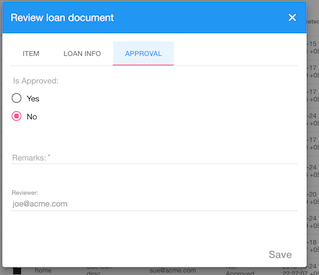 Review loan document
ITEM LOAN INFO APPROVAL
Is Approved:
Yes
No
Remarks: *
Reviewer:
joe@acme.com
Save
home desc sue@acme.com Approved